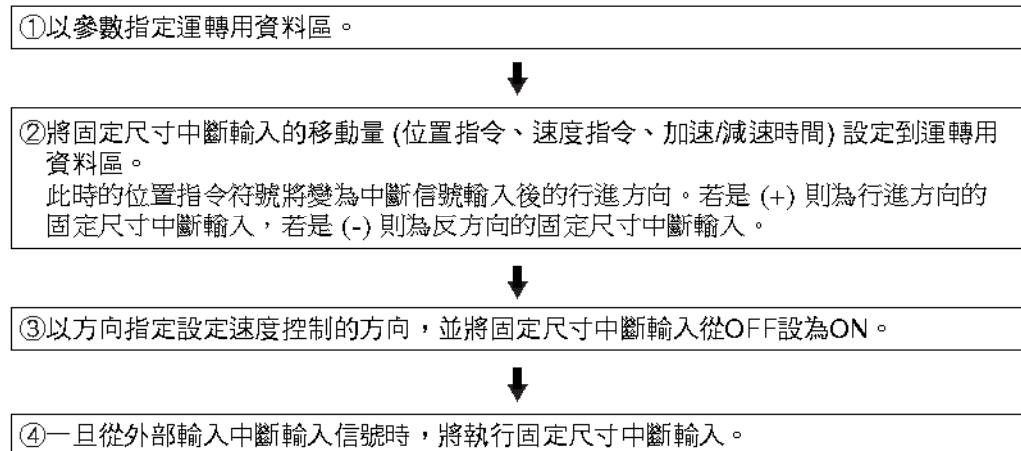 ①以參數指定運轉用資料區。
②將固定尺寸中斷輸入的移動量 (位置指令、速度指令、加速/減速時間) 設定到運轉用
資料區。
此時的位置指令符號將變為中斷信號輸入後的行進方向。若是 (+) 則為行進方向的
固定尺寸中斷輸入，若是 (-) 則為反方向的固定尺寸中斷輸入。
③以方向指定設定速度控制的方向，並將固定尺寸中斷輸入從OFF設為ON。
④一旦從外部輸入中斷輸入信號時，將執行固定尺寸中斷輸入。